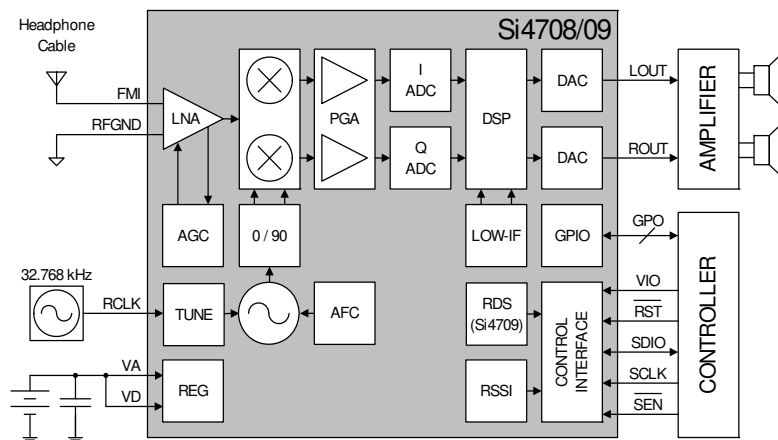 Headphone
Cable
Si4708/09
FMI
RFGND
LNA
PGA
I
ADC
Q
ADC
DSP
DAC
DAC
LOUT
ROUT
AMPLIFIER
AGC
0 / 90
LOW-IF
GPIO
GPO
32.768 kHz
RCLK
TUNE
AFC
RDS
(Si4709)
CONTROL
INTERFACE
VIO
RST
SDIO
SCLK
SEN
CONTROLLER
VA
VD
REG
RSSI